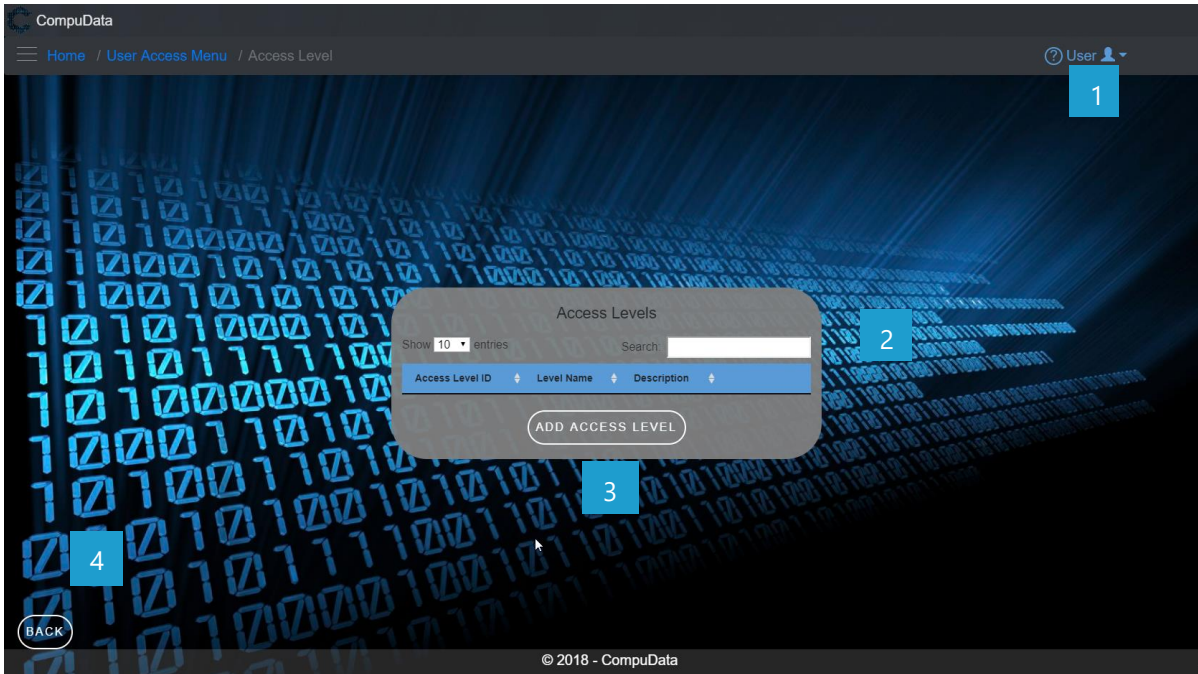 CompuData
Home / User Access Menu / Access Level
? User
1
Access Levels
Show 10 entries Search:
2
Access Level ID Level Name Description
ADD ACCESS LEVEL
3
4
BACK
© 2018 - CompuData